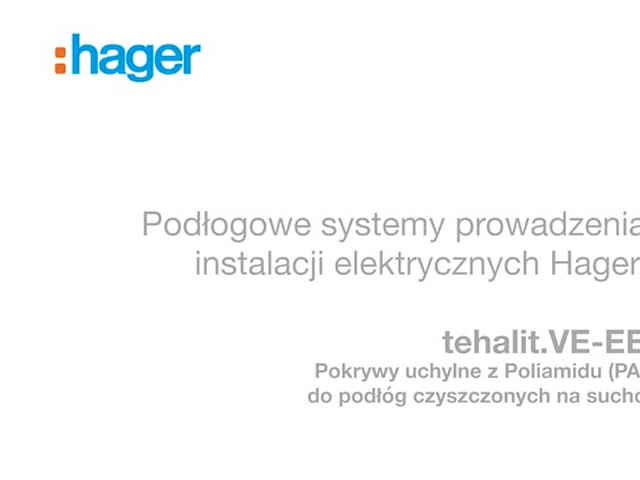 :hager
Podłogowe systemy prowadzenia
instalacji elektrycznych Hager.
tehalit.VE-EE
Pokrywy uchylne z Poliamidu (PA
do podłóg czyszczonych na sucho